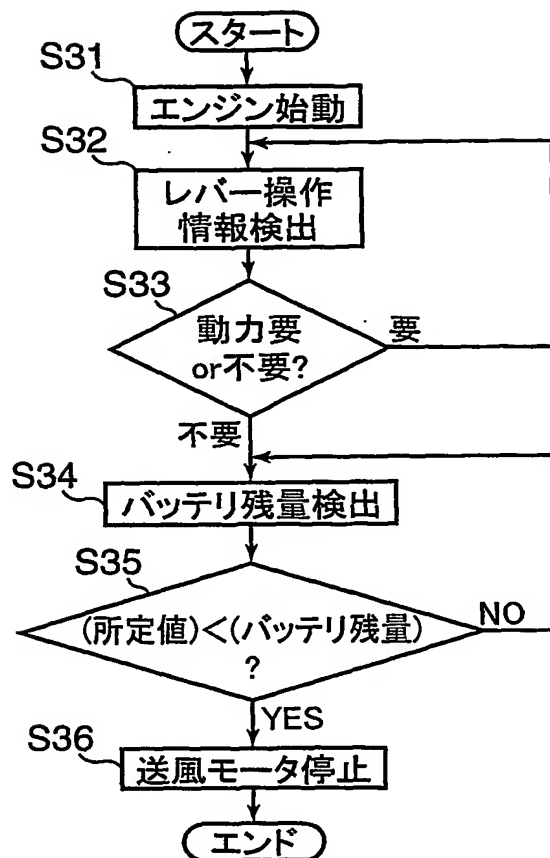 スタート
S31
エンジン始動
S32
レバー操作
情報検出
S33
動力要
or不要?
要
不要
S34
バッテリ残量検出
S35
(所定値)<(バッテリ残量)
?
NO
YES
S36
送風モータ停止
エンド